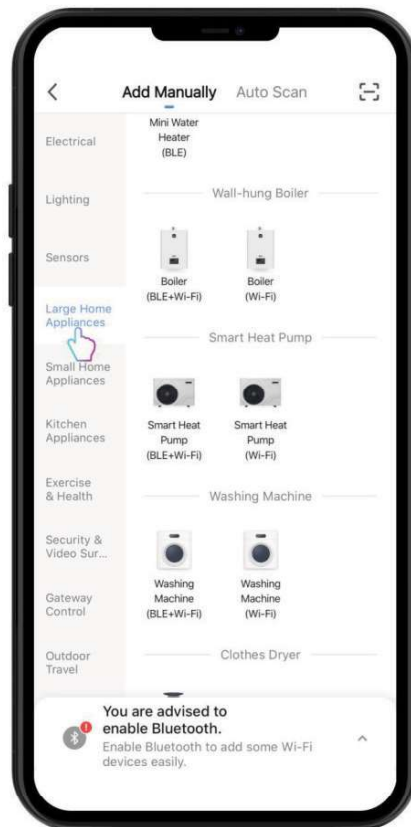 Add Manually Auto Scan
Electrical
Lighting
Sensors
Large Home
Appliances
Small Home
Appliances
Kitchen
Appliances
Exercise
& Health
Security &
Video Sur...
Gateway
Control
Outdoor
Travel
Mini Water
Heater
(BLE)
Wall-hung Boiler
Boiler
(BLE+Wi-Fi)
Boiler
(Wi-Fi)
Smart Heat Pump
Smart Heat
Pump
(BLE+Wi-Fi)
Smart Heat
Pump
(Wi-Fi)
Washing Machine
Washing
Machine
(BLE+Wi-Fi)
Washing
Machine
(Wi-Fi)
Clothes Dryer
You are advised to
enable Bluetooth.
Enable Bluetooth to add some Wi-Fi
devices easily.